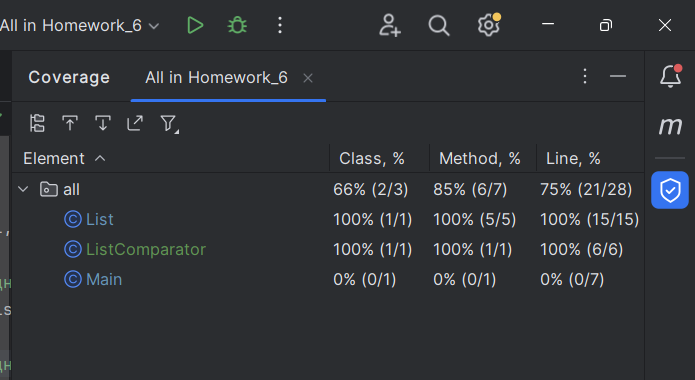 All in Homework_6
Coverage All in Homework_6
Element Class, % Method, % Line, %
all 66% (2/3) 85% (6/7) 75% (21/28)
List 100% (1/1) 100% (5/5) 100% (15/15)
ListComparator 100% (1/1) 100% (1/1) 100% (6/6)
Main 0% (0/1) 0% (0/1) 0% (0/7)